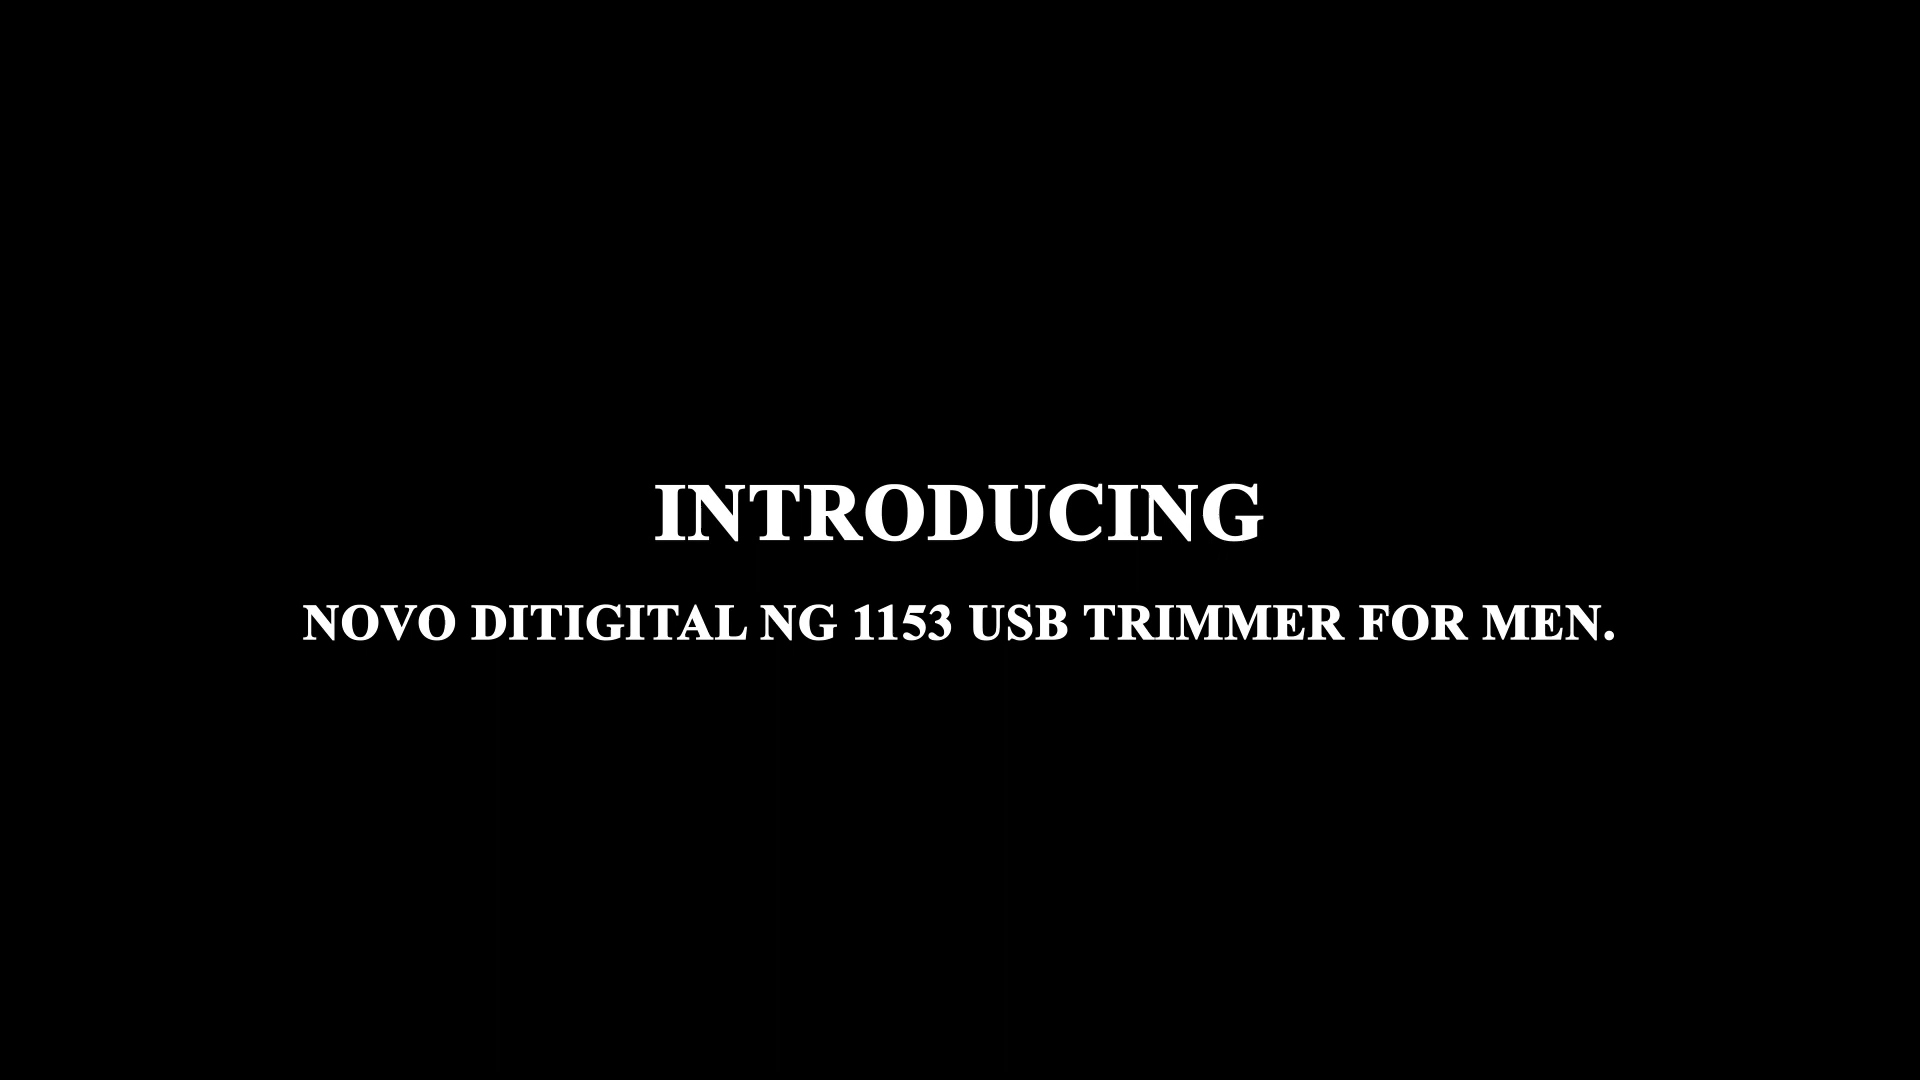 INTRODUCING
NOVO DITIGITAL NG 1153 USB TRIMMER FOR MEN.